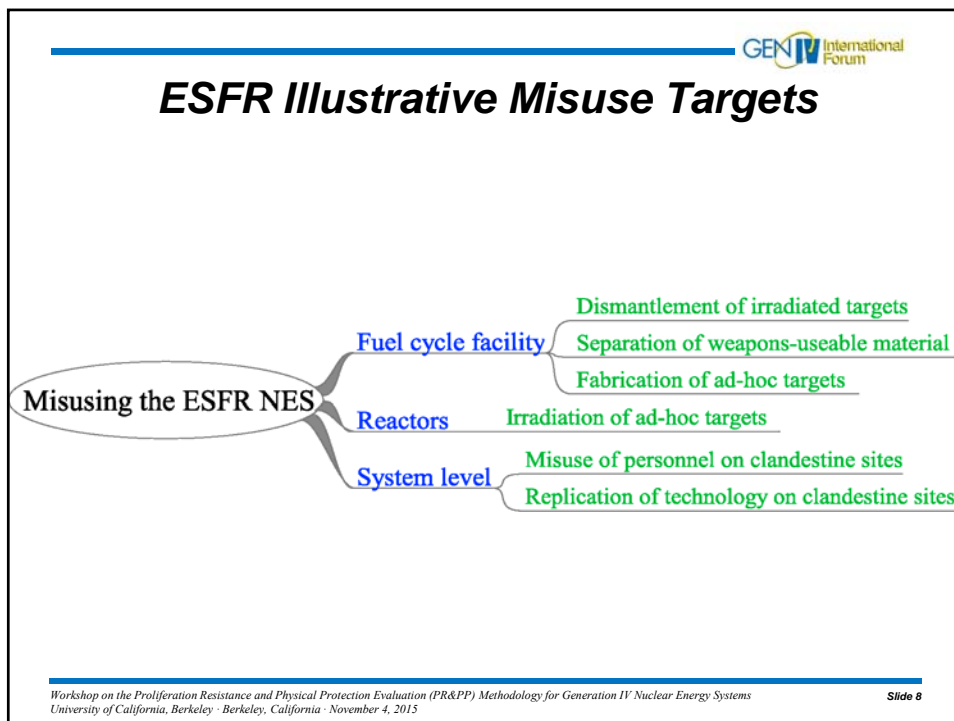 GEN IV International
Forum
ESFR Illustrative Misuse Targets
Misusing the ESFR NES
Fuel cycle facility
Dismantlement of irradiated targets
Separation of weapons-useable material
Fabrication of ad-hoc targets
Reactors
Irradiation of ad-hoc targets
System level
Misuse of personnel on clandestine sites
Replication of technology on clandestine sites
Workshop on the Proliferation Resistance and Physical Protection Evaluation (PR&PP) Methodology for Generation IV Nuclear Energy Systems
University of California, Berkeley · Berkeley, California · November 4, 2015
Slide 8